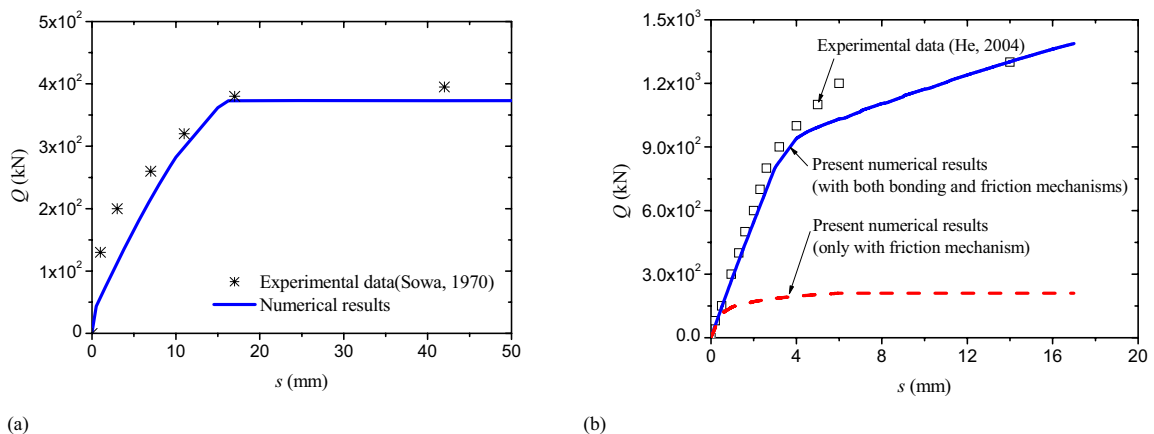 5x10²
4x10²
3x10²
2x10²
1x10²
0
Q (kN)
0 10 20 30 40 50
s (mm)
Experimental data(Sowa, 1970)
Numerical results
(a)
1.5x10³
1.2x10³
9.0x10²
6.0x10²
3.0x10²
0.0
Q (kN)
0 4 8 12 16 20
s (mm)
Experimental data (He, 2004)
Present numerical results
(with both bonding and friction mechanisms)
Present numerical results
(only with friction mechanism)
(b)